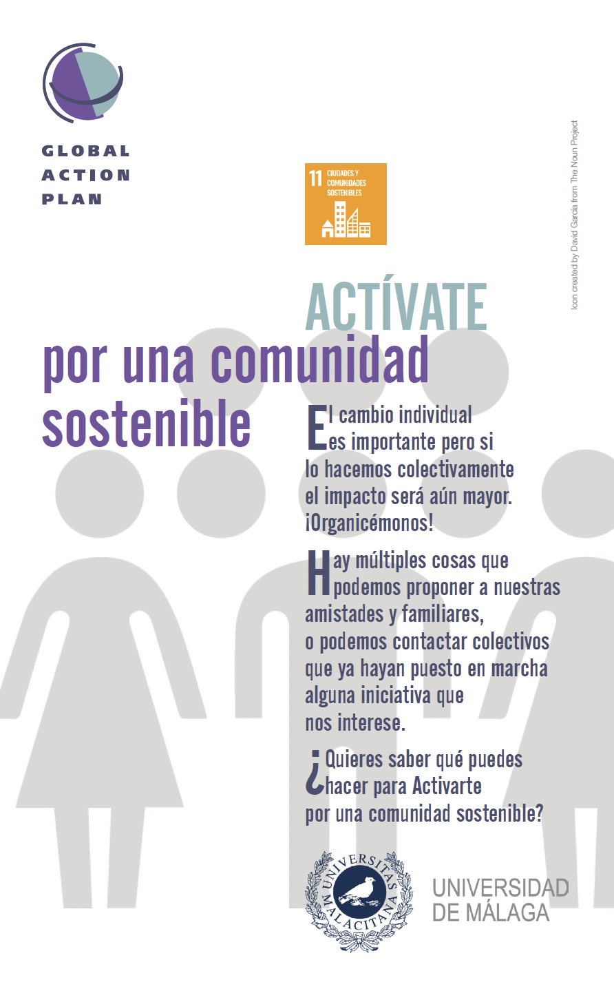 GLOBAL
ACTION
PLAN
Icon created by David García from The Noun Project
11 CIUDADES Y
COMUNIDADES
SOSTENIBLES
ACTÍVATE
por una comunidad
sostenible
El cambio individual
es importante pero si
lo hacemos colectivamente
el impacto será aún mayor.
¡Organicémonos!
Hay múltiples cosas que
podemos proponer a nuestras
amistades y familiares,
o podemos contactar colectivos
que ya hayan puesto en marcha
alguna iniciativa que
nos interese.
¿Quieres saber qué puedes
hacer para Activarte
por una comunidad sostenible?
UNIVERSITAS
MALACITANA
UNIVERSIDAD
DE MÁLAGA